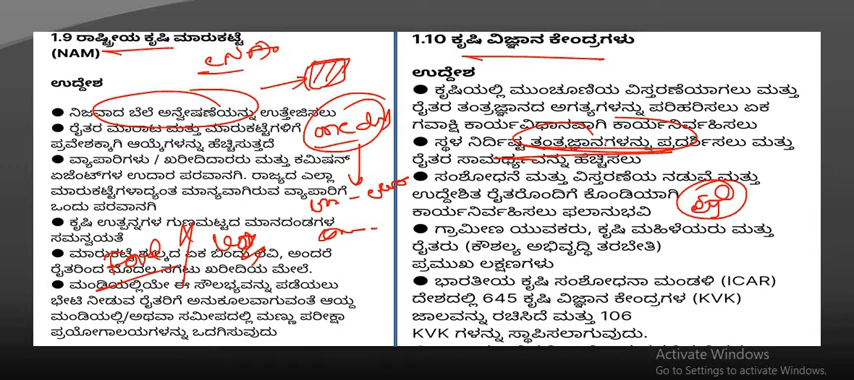 1.9 ರಾಷ್ಟ್ರೀಯ ಕೃಷಿ ಮಾರುಕಟ್ಟೆ
(NAM)
ಉದ್ದೇಶ
● ನಿಜವಾದ ಬೆಲೆ ಅನ್ವೇಷಣೆಯನ್ನು ಉತ್ತೇಜಿಸಲು
● ರೈತರ ಮಾರಾಟ ಮತ್ತು ಮಾರುಕಟ್ಟೆಗಳಿಗೆ
ಪ್ರವೇಶಕ್ಕಾಗಿ ಆಯ್ಕೆಗಳನ್ನು ಹೆಚ್ಚಿಸುತ್ತದೆ
● ವ್ಯಾಪಾರಿಗಳು / ಖರೀದಿದಾರರು ಮತ್ತು ಕಮಿಷನ್
ಏಜೆಂಟ್‌ಗಳ ಉದಾರ ಪರವಾನಗಿ. ರಾಜ್ಯದ ಎಲ್ಲಾ
ಮಾರುಕಟ್ಟೆಗಳಾದ್ಯಂತ ಮಾನ್ಯವಾಗಿರುವ ವ್ಯಾಪಾರಿಗೆ
ಒಂದು ಪರವಾನಗಿ
● ಕೃಷಿ ಉತ್ಪನ್ನಗಳ ಗುಣಮಟ್ಟದ ಮಾನದಂಡಗಳ
ಸಮನ್ವಯತೆ
● ಮಾರುಕಟ್ಟೆ ಶುಲ್ಕದ ಏಕ ಬಿಂದು ಲೆವಿ, ಅಂದರೆ
ರೈತರಿಂದ ಮೊದಲ ಸಗಟು ಖರೀದಿಯ ಮೇಲೆ.
● ಮಂಡಿಯಲ್ಲಿಯೇ ಈ ಸೌಲಭ್ಯವನ್ನು ಪಡೆಯಲು
ಭೇಟಿ ನೀಡುವ ರೈತರಿಗೆ ಅನುಕೂಲವಾಗುವಂತೆ ಆಯ್ದ
ಮಂಡಿಯಲ್ಲಿ/ಅಥವಾ ಸಮೀಪದಲ್ಲಿ ಮಣ್ಣು ಪರೀಕ್ಷಾ
ಪ್ರಯೋಗಾಲಯಗಳನ್ನು ಒದಗಿಸುವುದು
1.10 ಕೃಷಿ ವಿಜ್ಞಾನ ಕೇಂದ್ರಗಳು
ಉದ್ದೇಶ
● ಕೃಷಿಯಲ್ಲಿ ಮುಂಚೂಣಿಯ ವಿಸ್ತರಣೆಯಾಗಲು ಮತ್ತು
ರೈತರ ತಂತ್ರಜ್ಞಾನದ ಅಗತ್ಯಗಳನ್ನು ಪರಿಹರಿಸಲು ಏಕ
ಗವಾಕ್ಷಿ ಕಾರ್ಯವಿಧಾನವಾಗಿ ಕಾರ್ಯನಿರ್ವಹಿಸಲು
● ಸ್ಥಳ ನಿರ್ದಿಷ್ಟ ತಂತ್ರಜ್ಞಾನಗಳನ್ನು ಪ್ರದರ್ಶಿಸಲು ಮತ್ತು
ರೈತರ ಸಾಮರ್ಥ್ಯವನ್ನು ಹೆಚ್ಚಿಸಲು
● ಸಂಶೋಧನೆ ಮತ್ತು ವಿಸ್ತರಣೆಯ ನಡುವೆ ಮತ್ತು
ಉದ್ದೇಶಿತ ರೈತರೊಂದಿಗೆ ಕೊಂಡಿಯಾಗಿ
ಕಾರ್ಯನಿರ್ವಹಿಸಲು ಫಲಾನುಭವಿ
● ಗ್ರಾಮೀಣ ಯುವಕರು, ಕೃಷಿ ಮಹಿಳೆಯರು ಮತ್ತು
ರೈತರು (ಕೌಶಲ್ಯ ಅಭಿವೃದ್ಧಿ ತರಬೇತಿ)
ಪ್ರಮುಖ ಲಕ್ಷಣಗಳು
● ಭಾರತೀಯ ಕೃಷಿ ಸಂಶೋಧನಾ ಮಂಡಳಿ (ICAR)
ದೇಶದಲ್ಲಿ 645 ಕೃಷಿ ವಿಜ್ಞಾನ ಕೇಂದ್ರಗಳ (KVK)
ಜಾಲವನ್ನು ರಚಿಸಿದೆ ಮತ್ತು 106
KVK ಗಳನ್ನು ಸ್ಥಾಪಿಸಲಾಗುವುದು.
Activate Windows
Go to Settings to activate Windows.